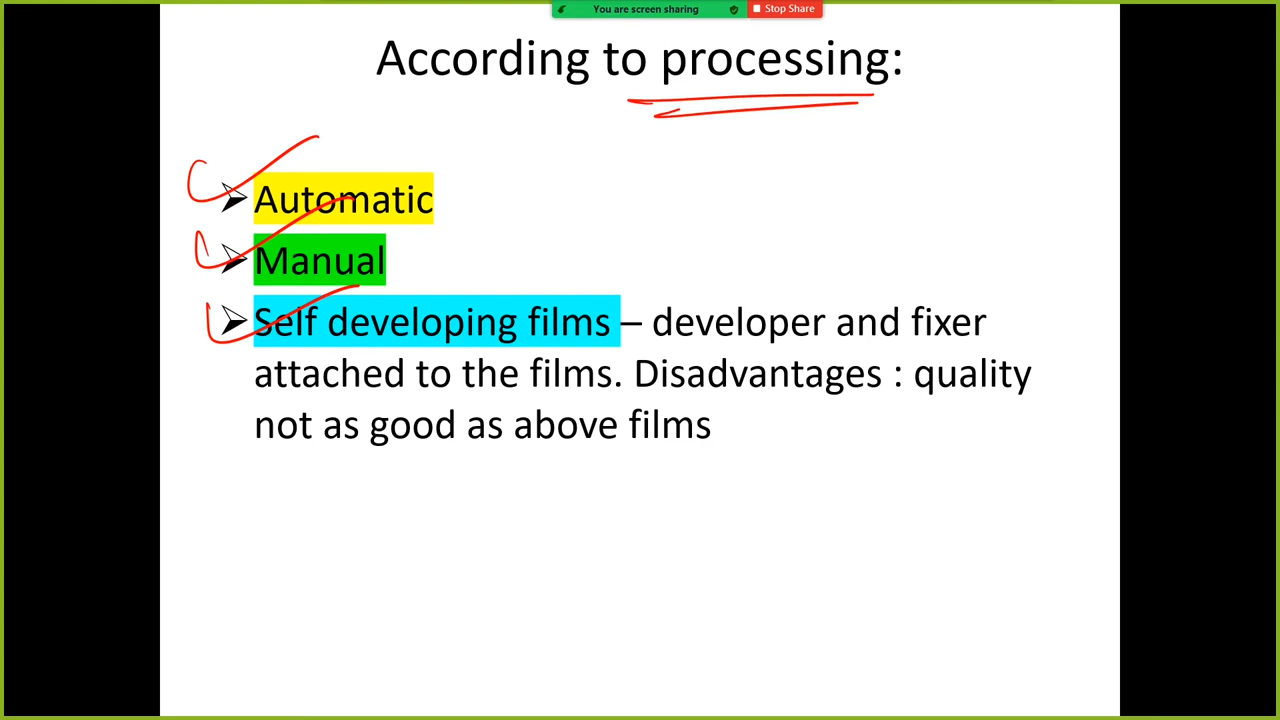 You are screen sharing Stop Share
According to processing:
Automatic
Manual
Self developing films – developer and fixer
attached to the films. Disadvantages : quality
not as good as above films